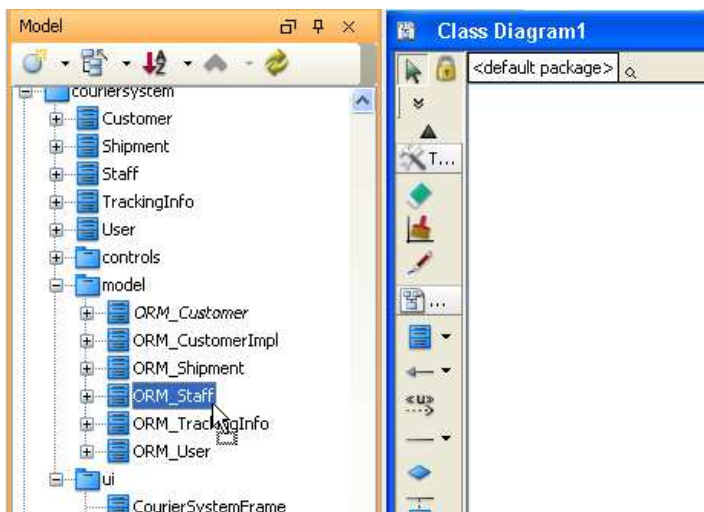 Model
couriersystem
Customer
Shipment
Staff
TrackingInfo
User
controls
model
ORM_Customer
ORM_CustomerImpl
ORM_Shipment
ORM_Staff
ORM_TrackingInfo
ORM_User
ui
CourierSystemFrame
Class Diagram1
<default package>
T...
...
«U»